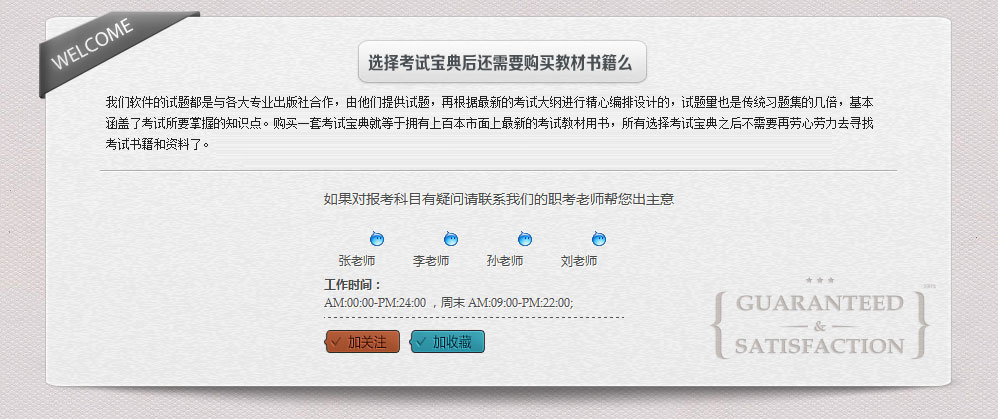 WELCOME
选择考试宝典后还需要购买教材书籍么
我们软件的试题都是与各大专业出版社合作，由他们提供试题，再根据最新的考试大纲进行精心编排设计的，试题量也是传统习题集的几倍，基本
涵盖了考试所要掌握的知识点。购买一套考试宝典就等于拥有上百本市面上最新的考试教材用书，所有选择考试宝典之后不需要再劳心劳力去寻找
考试书籍和资料了。
如果对报考科目有疑问请联系我们的职考老师帮您出主意
张老师 李老师 孙老师 刘老师
工作时间：
AM:00:00-PM:24:00 ，周末 AM:09:00-PM:22:00;
加关注 加收藏
GUARANTEED
&
SATISFACTION